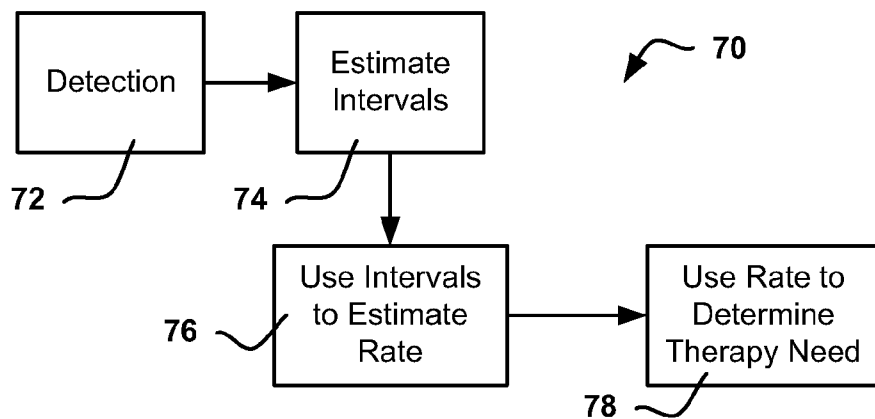 Detection
Estimate
Intervals
70
72
74
Use Intervals
to Estimate
Rate
76
Use Rate to
Determine
Therapy Need
78